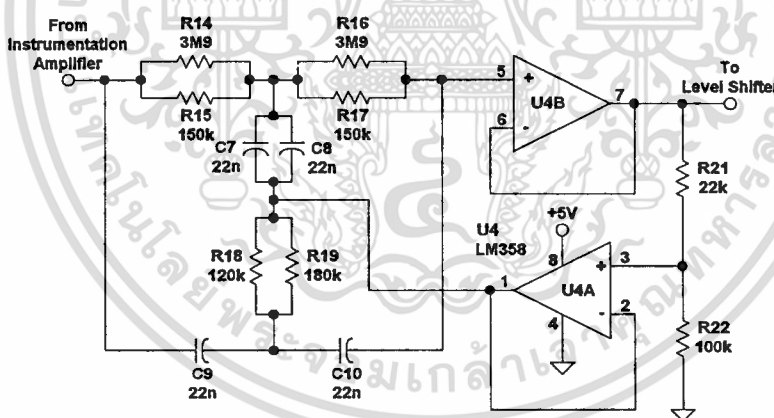 From
Instrumentation
Amplifier
R14
3M9
R15
150k
R16
3M9
R17
150k
C7
22n
C8
22n
R18
120k
R19
180k
C9
22n
C10
22n
5
+
6
-
U4B
7
To
Level Shifter
R21
22k
+5V
U4
LM358
8
1
U4A
+
3
-
2
4
R22
100k